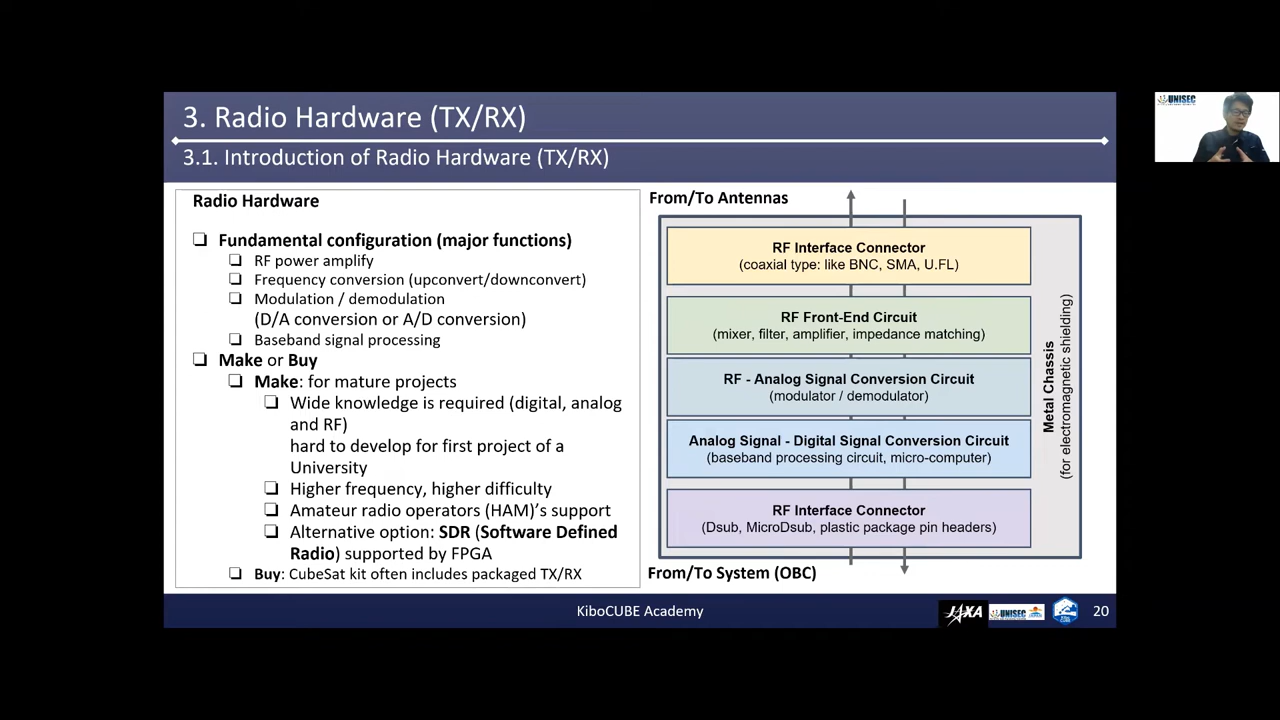 3. Radio Hardware (TX/RX)
3.1. Introduction of Radio Hardware (TX/RX)
Radio Hardware
Fundamental configuration (major functions)
RF power amplify
Frequency conversion (upconvert/downconvert)
Modulation / demodulation
(D/A conversion or A/D conversion)
Baseband signal processing
Make or Buy
Make: for mature projects
Wide knowledge is required (digital, analog
and RF)
hard to develop for first project of a
University
Higher frequency, higher difficulty
Amateur radio operators (HAM)'s support
Alternative option: SDR (Software Defined
Radio) supported by FPGA
Buy: CubeSat kit often includes packaged TX/RX
From/To Antennas
RF Interface Connector
(coaxial type: like BNC, SMA, U.FL)
RF Front-End Circuit
(mixer, filter, amplifier, impedance matching)
RF - Analog Signal Conversion Circuit
(modulator / demodulator)
Analog Signal - Digital Signal Conversion Circuit
(baseband processing circuit, micro-computer)
RF Interface Connector
(Dsub, MicroDsub, plastic package pin headers)
Metal Chassis
(for electromagnetic shielding)
From/To System (OBC)
KiboCUBE Academy
JAXA
UNISEC
20
UNISEC